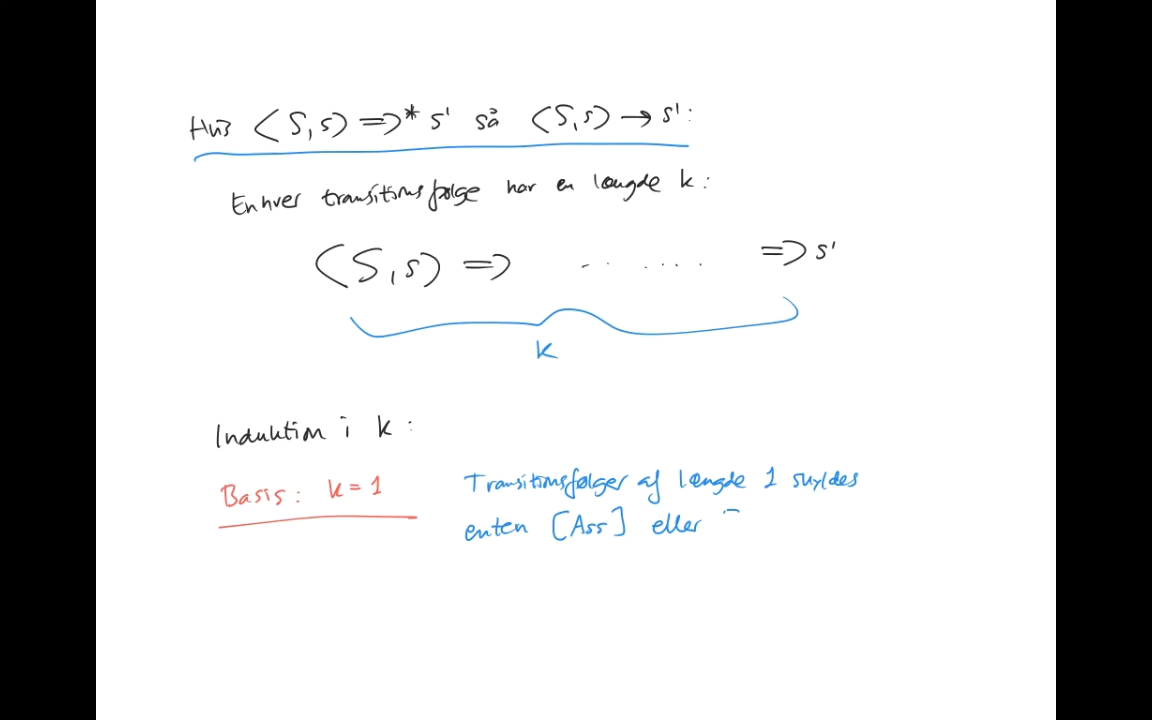 Hvis ⟨S,s⟩ =>* s' så ⟨S,s⟩ → s':
Enhver transitionsfølge har en længde k:
⟨S,s⟩ => - . . . . . . => s'
k
Induktion i k:
Basis: k=1 Transitionsfølger af længde 1 skyldes
enten [Ass] eller